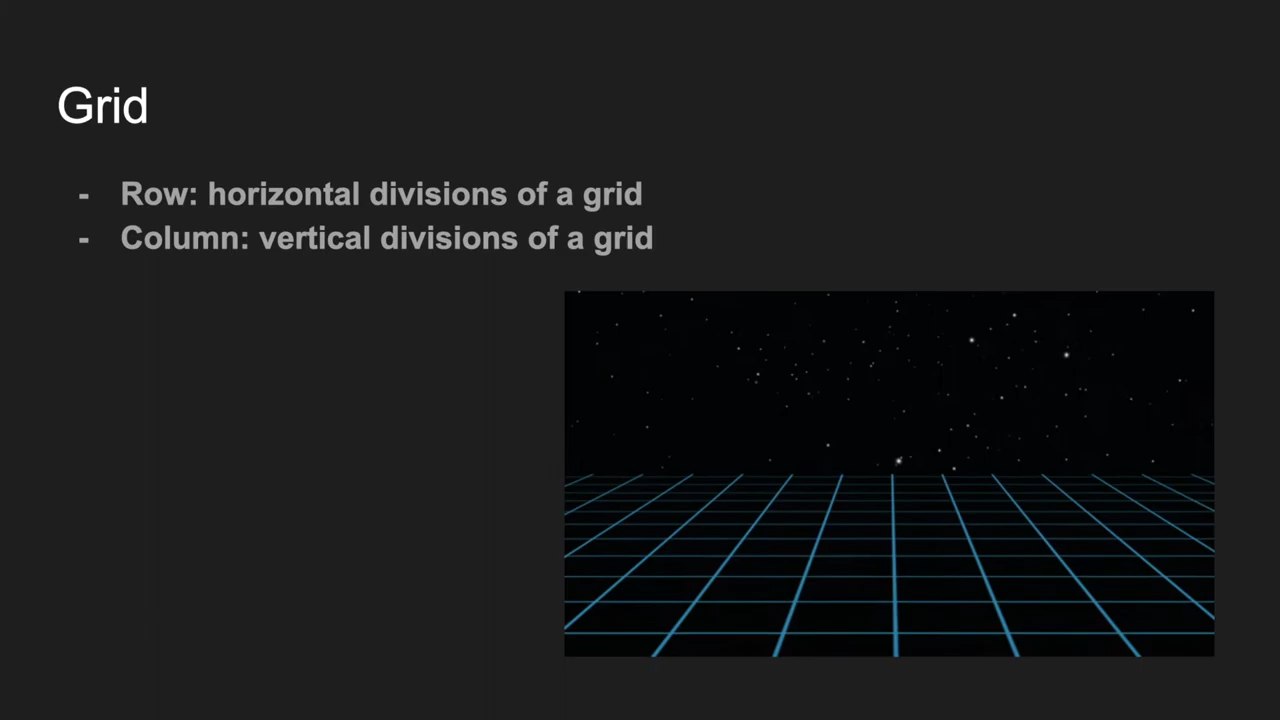 Grid
- Row: horizontal divisions of a grid
- Column: vertical divisions of a grid